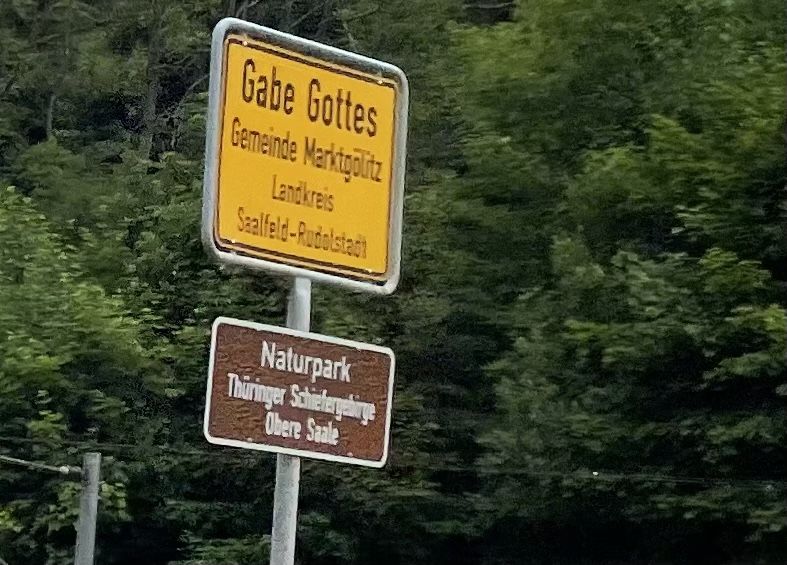 Gabe Gottes
Gemeinde Marktgölitz
Landkreis
Saalfeld-Rudolstadt
Naturpark
Thüringer Schiefergebirge
Obere Saale